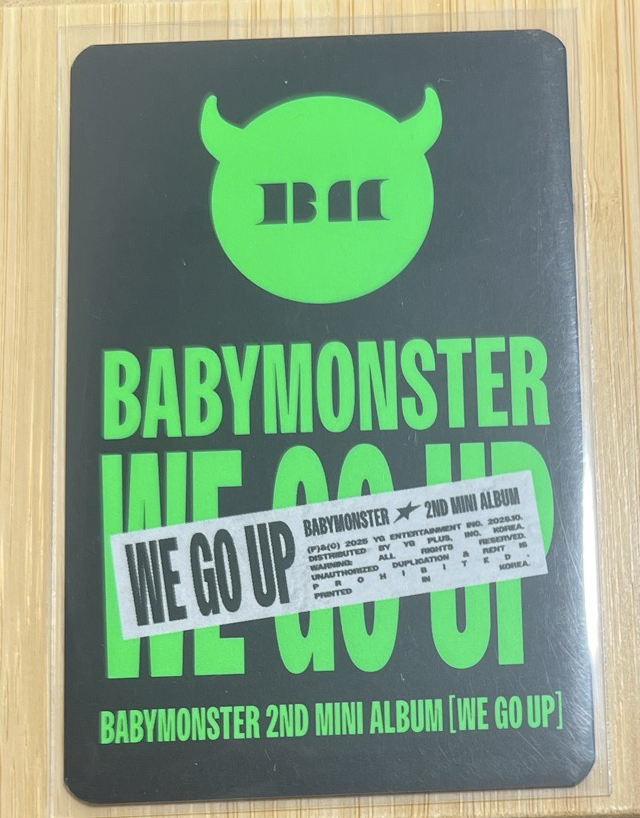 BM
BABYMONSTER
WE GO UP
WE GO UP
BABYMONSTER ★ 2ND MINI ALBUM
(P)&(C) 2025 YG ENTERTAINMENT INC. 2025.10.
DISTRIBUTED BY YG PLUS, INC. KOREA.
WARNING: ALL RIGHTS RESERVED.
UNAUTHORIZED DUPLICATION & RENT IS
PROHIBITED.
PRINTED IN KOREA.
BABYMONSTER 2ND MINI ALBUM [WE GO UP]